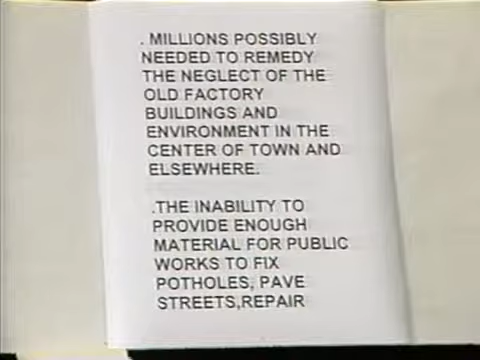 . MILLIONS POSSIBLY
NEEDED TO REMEDY
THE NEGLECT OF THE
OLD FACTORY
BUILDINGS AND
ENVIRONMENT IN THE
CENTER OF TOWN AND
ELSEWHERE.
.THE INABILITY TO
PROVIDE ENOUGH
MATERIAL FOR PUBLIC
WORKS TO FIX
POTHOLES, PAVE
STREETS,REPAIR